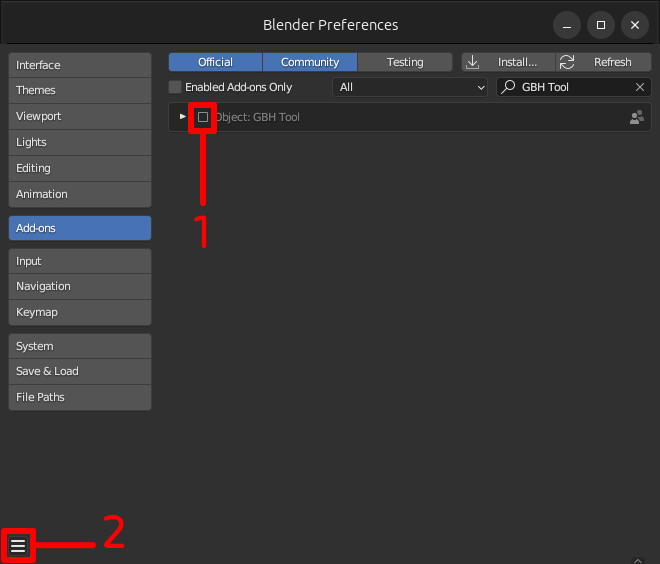 Blender Preferences
Interface
Themes
Viewport
Lights
Editing
Animation
Add-ons
Input
Navigation
Keymap
System
Save & Load
File Paths
Official Community Testing Install... Refresh
Enabled Add-ons Only All GBH Tool
Object: GBH Tool
1
2